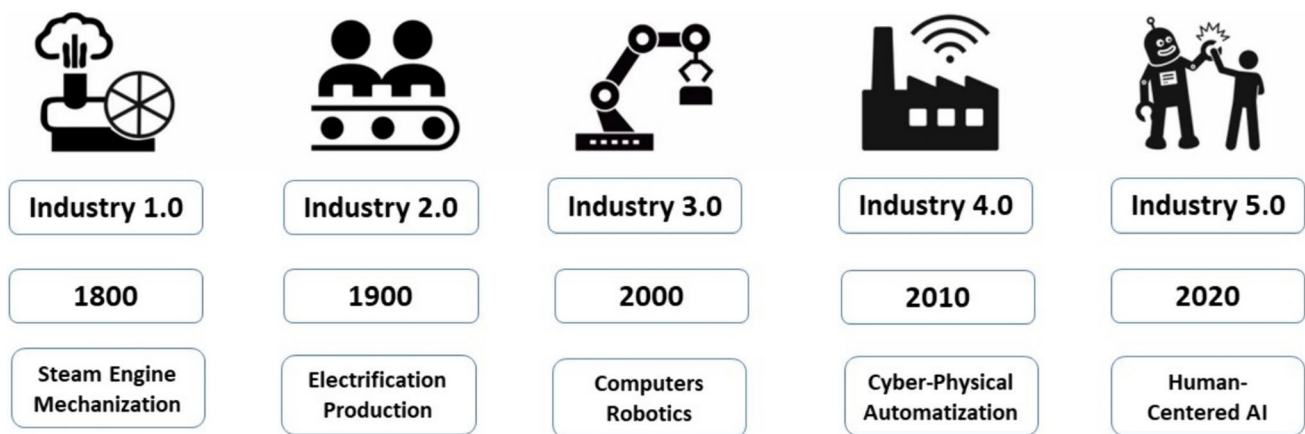 Industry 1.0
Industry 2.0
Industry 3.0
Industry 4.0
Industry 5.0
1800
1900
2000
2010
2020
Steam Engine
Mechanization
Electrification
Production
Computers
Robotics
Cyber-Physical
Automatization
Human-
Centered AI